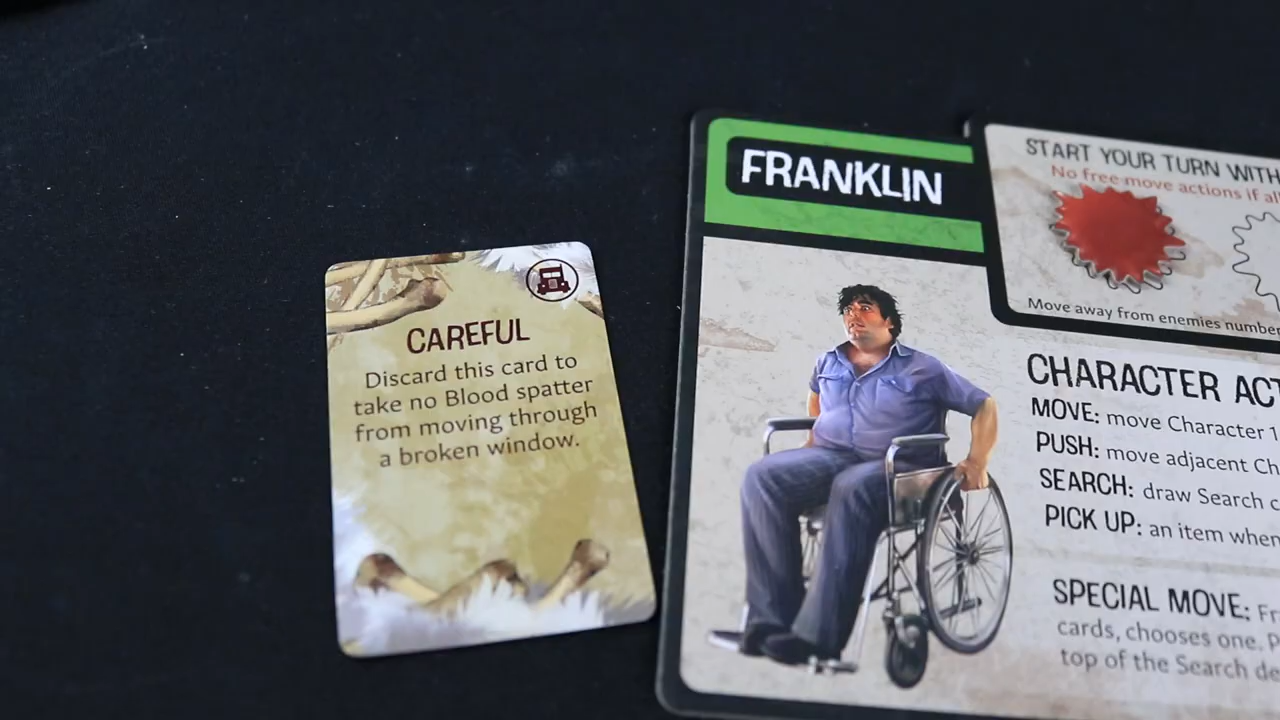 CAREFUL
Discard this card to
take no Blood spatter
from moving through
a broken window.
FRANKLIN
START YOUR TURN WITH
No free move actions if al
Move away from enemies number
CHARACTER ACT
MOVE: move Character 1
PUSH: move adjacent Ch
SEARCH: draw Search c
PICK UP: an item when
SPECIAL MOVE: Fr
cards, chooses one. P
top of the Search de